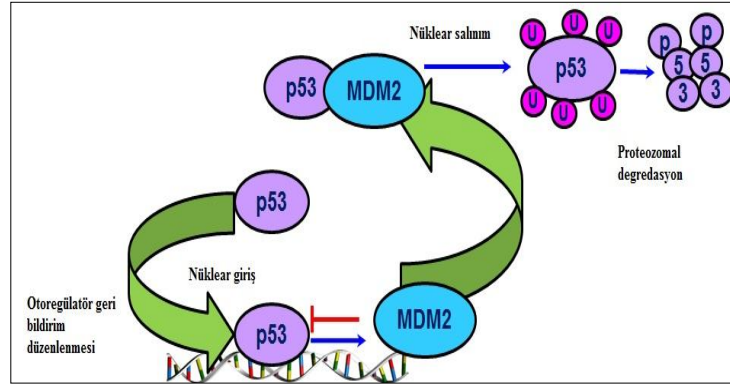 Nüklear salınım
U
U
U
p53
U
U
U
p
p
5
5
3
3
Proteozomal
degredasyon
p53
MDM2
p53
Nüklear giriş
Otoregülatör geri
bildirim
düzenlenmesi
p53
MDM2